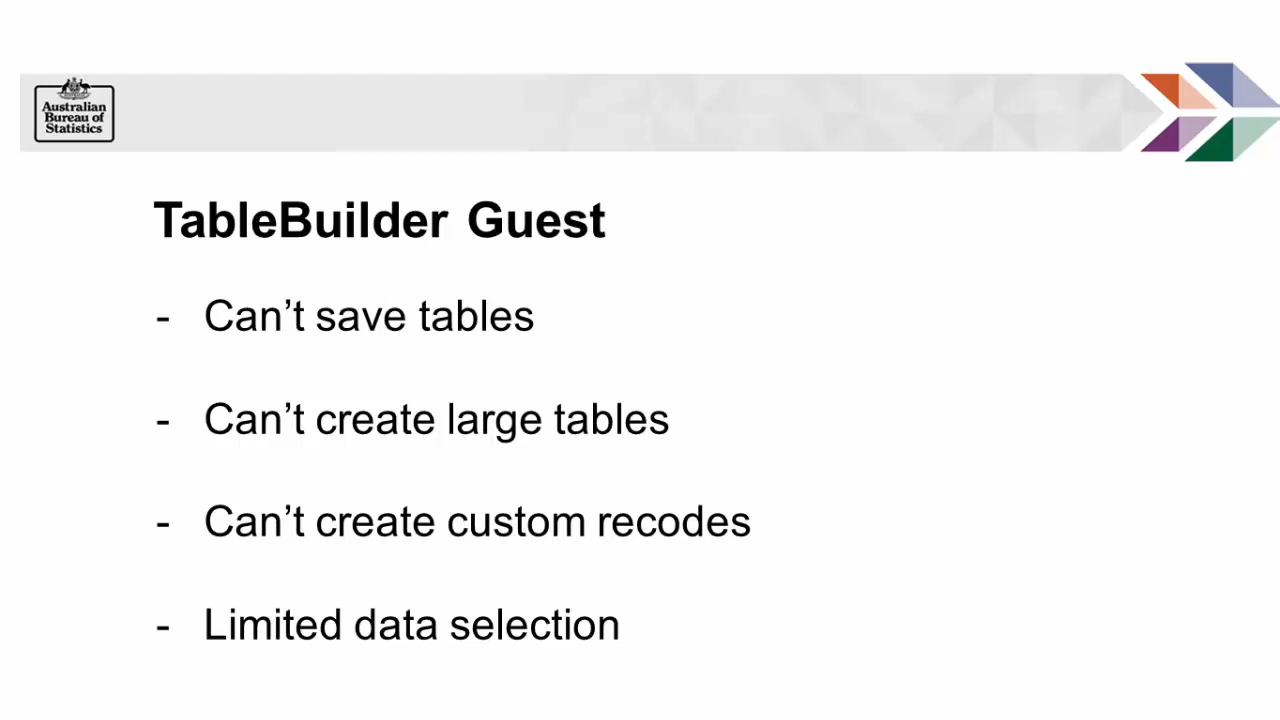 Australian
Bureau of
Statistics
TableBuilder Guest
- Can’t save tables
- Can’t create large tables
- Can’t create custom recodes
- Limited data selection